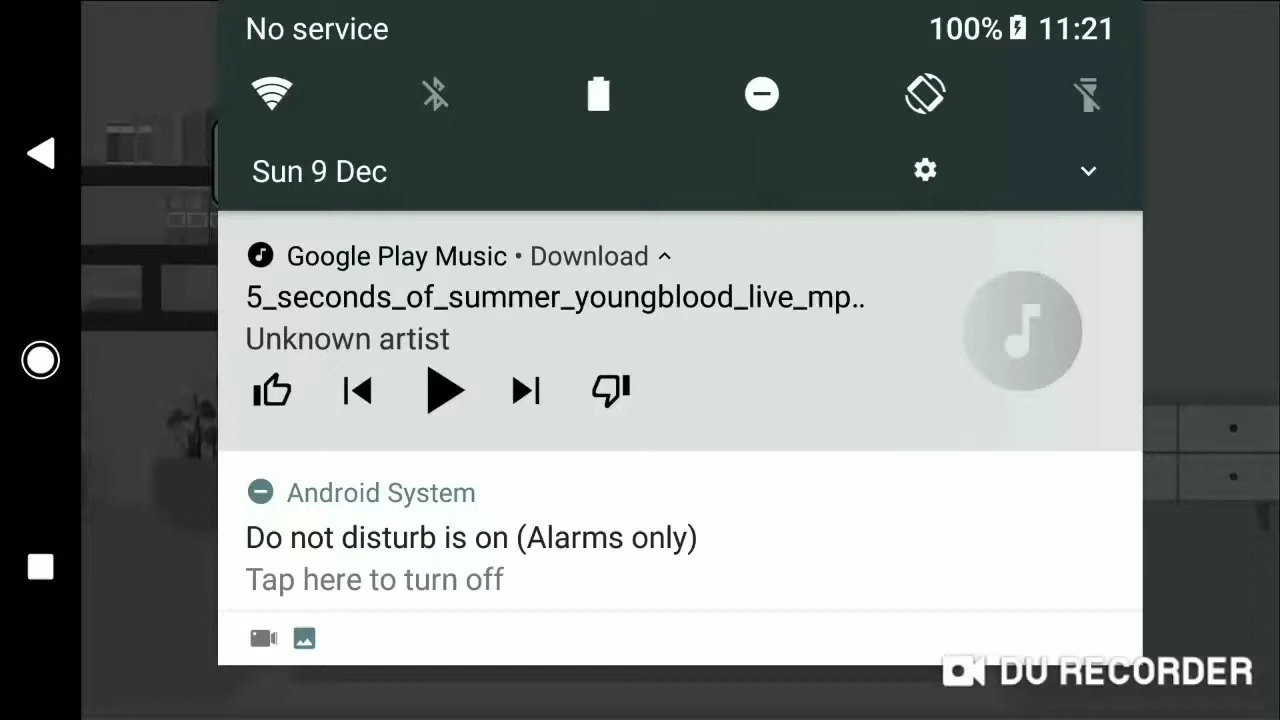 No service
100% 11:21
Sun 9 Dec
Google Play Music • Download
5_seconds_of_summer_youngblood_live_mp..
Unknown artist
Android System
Do not disturb is on (Alarms only)
Tap here to turn off
DU RECORDER